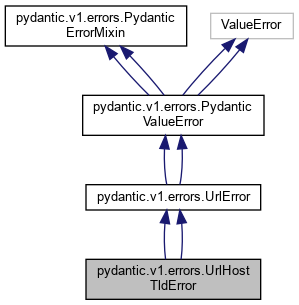 pydantic.v1.errors.Pydantic
ErrorMixin
ValueError
pydantic.v1.errors.Pydantic
ValueError
pydantic.v1.errors.UrlError
pydantic.v1.errors.UrlHost
TldError